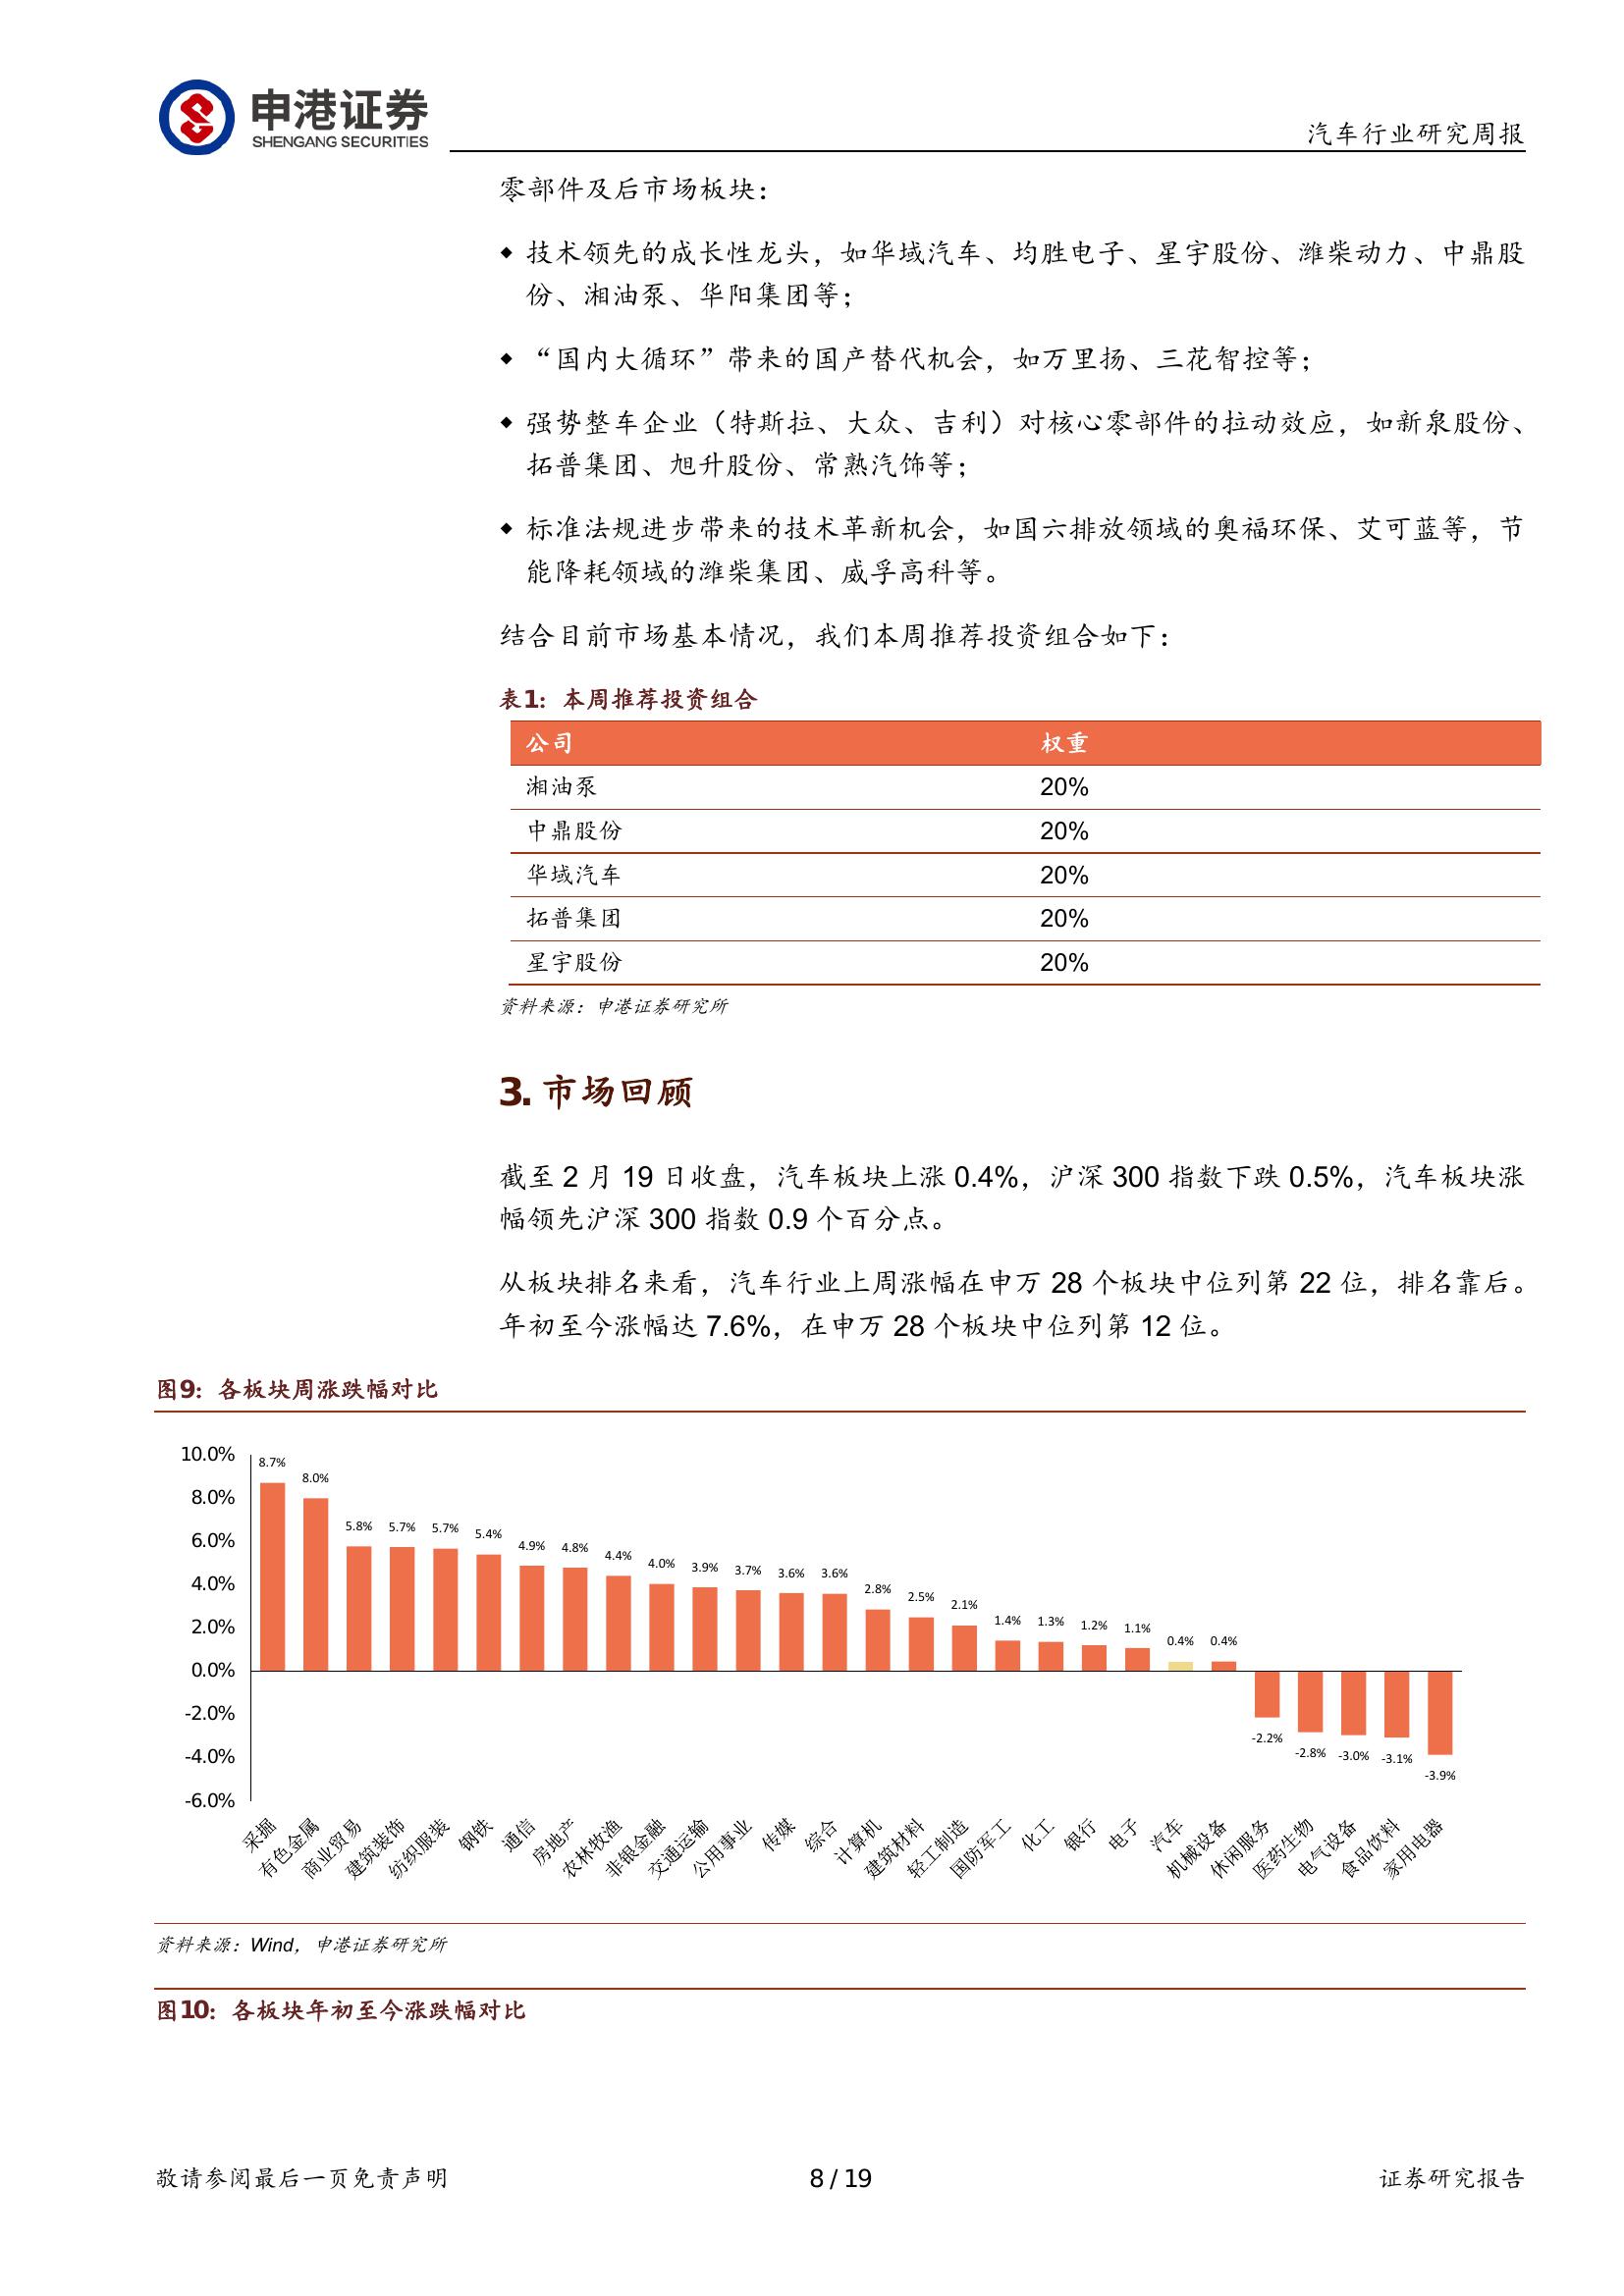 申港证券
SHENGANG SECURITIES
汽车行业研究周报
零部件及后市场板块：
◆ 技术领先的成长性龙头，如华域汽车、均胜电子、星宇股份、潍柴动力、中鼎股
份、湘油泵、华阳集团等；
◆ “国内大循环”带来的国产替代机会，如万里扬、三花智控等；
◆ 强势整车企业（特斯拉、大众、吉利）对核心零部件的拉动效应，如新泉股份、
拓普集团、旭升股份、常熟汽饰等；
◆ 标准法规进步带来的技术革新机会，如国六排放领域的奥福环保、艾可蓝等，节
能降耗领域的潍柴集团、威孚高科等。
结合目前市场基本情况，我们本周推荐投资组合如下：
表1：本周推荐投资组合
公司 权重
湘油泵 20%
中鼎股份 20%
华域汽车 20%
拓普集团 20%
星宇股份 20%
资料来源：申港证券研究所
3. 市场回顾
截至 2 月 19 日收盘，汽车板块上涨 0.4%，沪深 300 指数下跌 0.5%，汽车板块涨
幅领先沪深 300 指数 0.9 个百分点。
从板块排名来看，汽车行业上周涨幅在申万 28 个板块中位列第 22 位，排名靠后。
年初至今涨幅达 7.6%，在申万 28 个板块中位列第 12 位。
图9：各板块周涨跌幅对比
10.0%
8.0%
6.0%
4.0%
2.0%
0.0%
-2.0%
-4.0%
-6.0%
8.7% 8.0% 5.8% 5.7% 5.7% 5.4% 4.9% 4.8% 4.4% 4.0% 3.9% 3.7% 3.6% 3.6% 2.8% 2.5% 2.1% 1.4% 1.3% 1.2% 1.1% 0.4% 0.4% -2.2% -2.8% -3.0% -3.1% -3.9%
采掘 有色金属 商业贸易 建筑装饰 纺织服装 钢铁 通信 房地产 农林牧渔 非银金融 交通运输 公用事业 传媒 综合 计算机 建筑材料 轻工制造 国防军工 化工 银行 电子 汽车 机械设备 休闲服务 医药生物 电气设备 食品饮料 家用电器
资料来源：Wind，申港证券研究所
图10：各板块年初至今涨跌幅对比
敬请参阅最后一页免责声明 8 / 19 证券研究报告